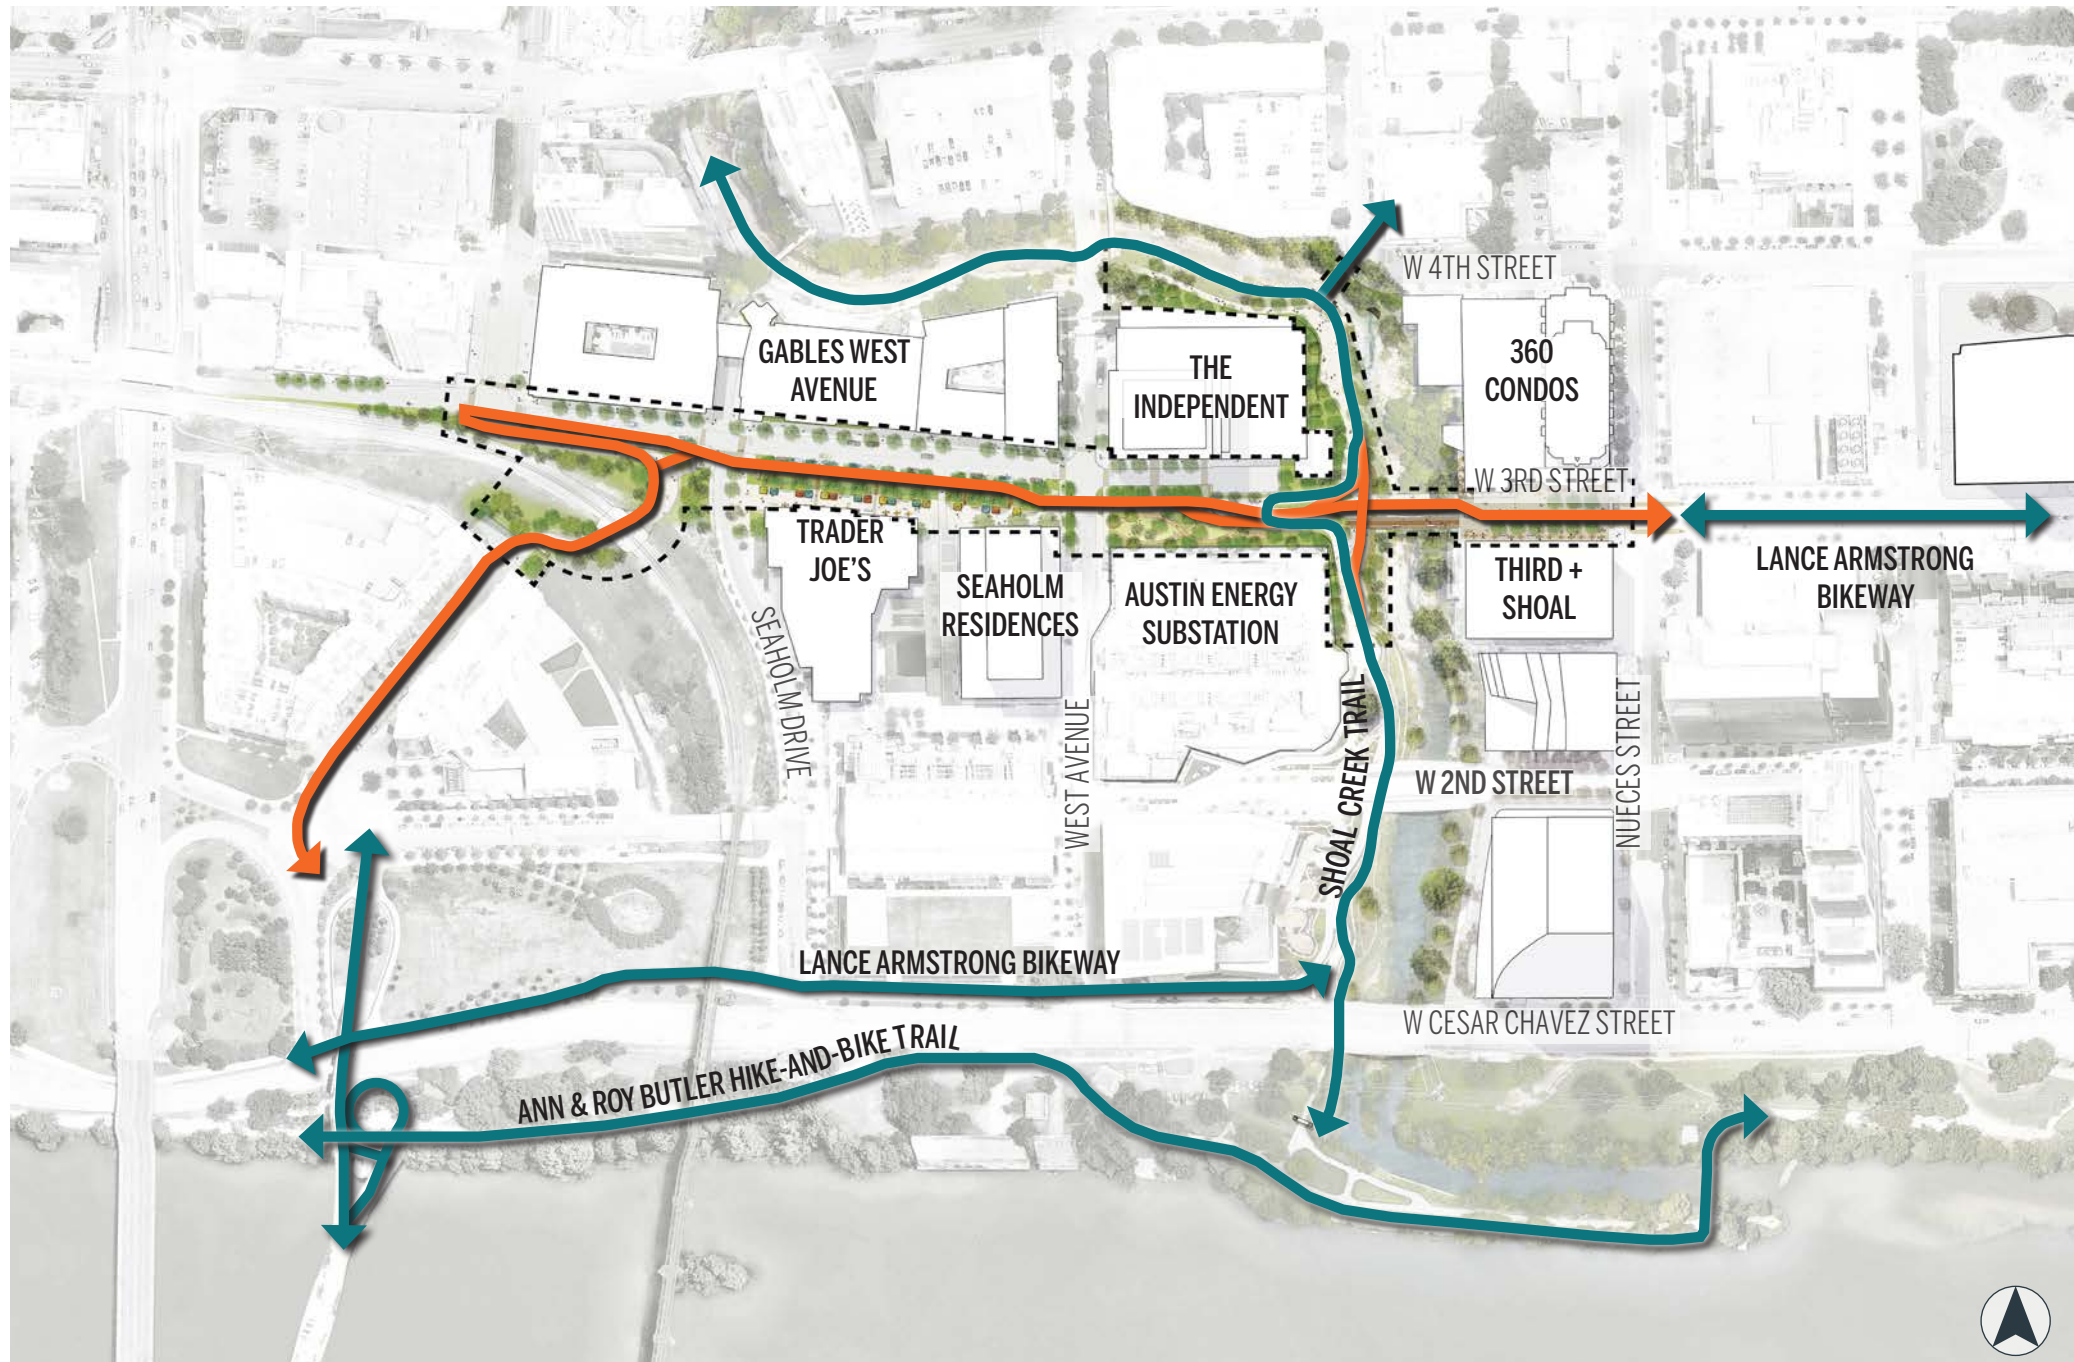 W 4TH STREET
GABLES WEST
AVENUE
THE
INDEPENDENT
360
CONDOS
W 3RD STREET
TRADER
JOE'S
SEAHOLM
RESIDENCES
AUSTIN ENERGY
SUBSTATION
THIRD +
SHOAL
LANCE ARMSTRONG
BIKEWAY
SEAHOLM DRIVE
WEST AVENUE
SHOAL CREEK TRAIL
W 2ND STREET
NUECES STREET
LANCE ARMSTRONG BIKEWAY
W CESAR CHAVEZ STREET
ANN & ROY BUTLER HIKE-AND-BIKE TRAIL